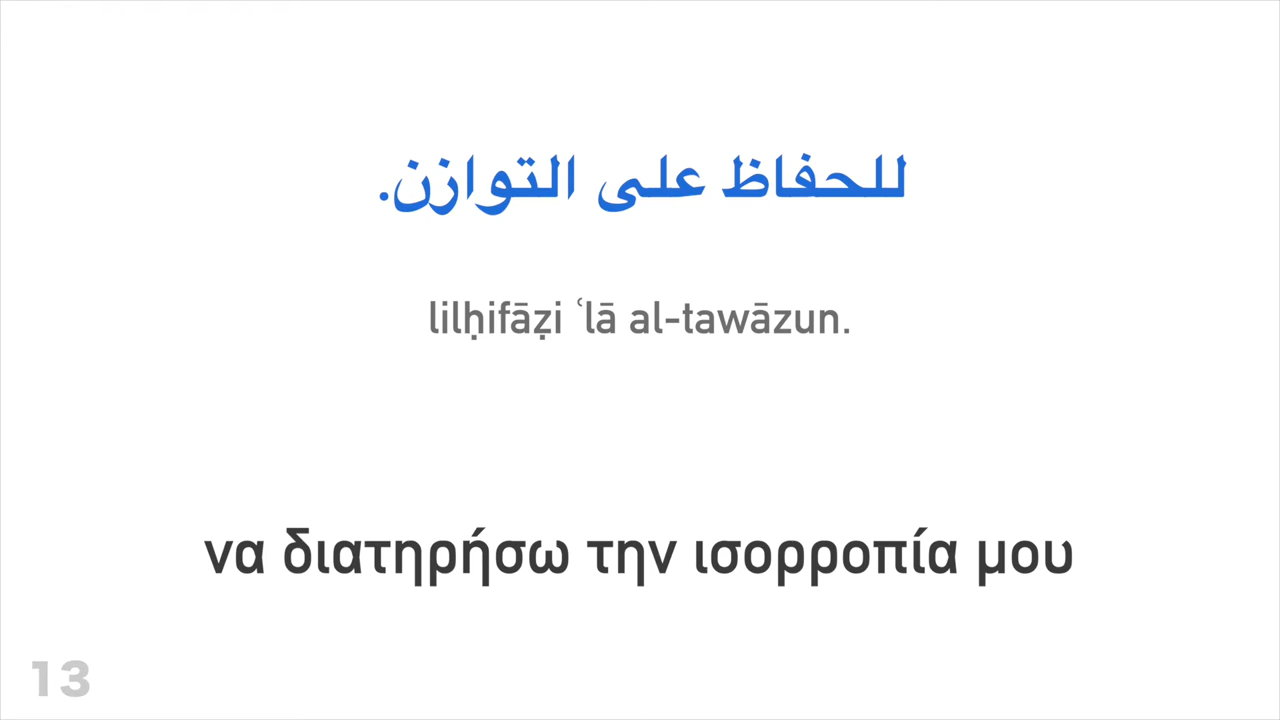 للحفاظ على التوازن.
lilḥifāẓi ʿlā al-tawāzun.
να διατηρήσω την ισορροπία μου
13